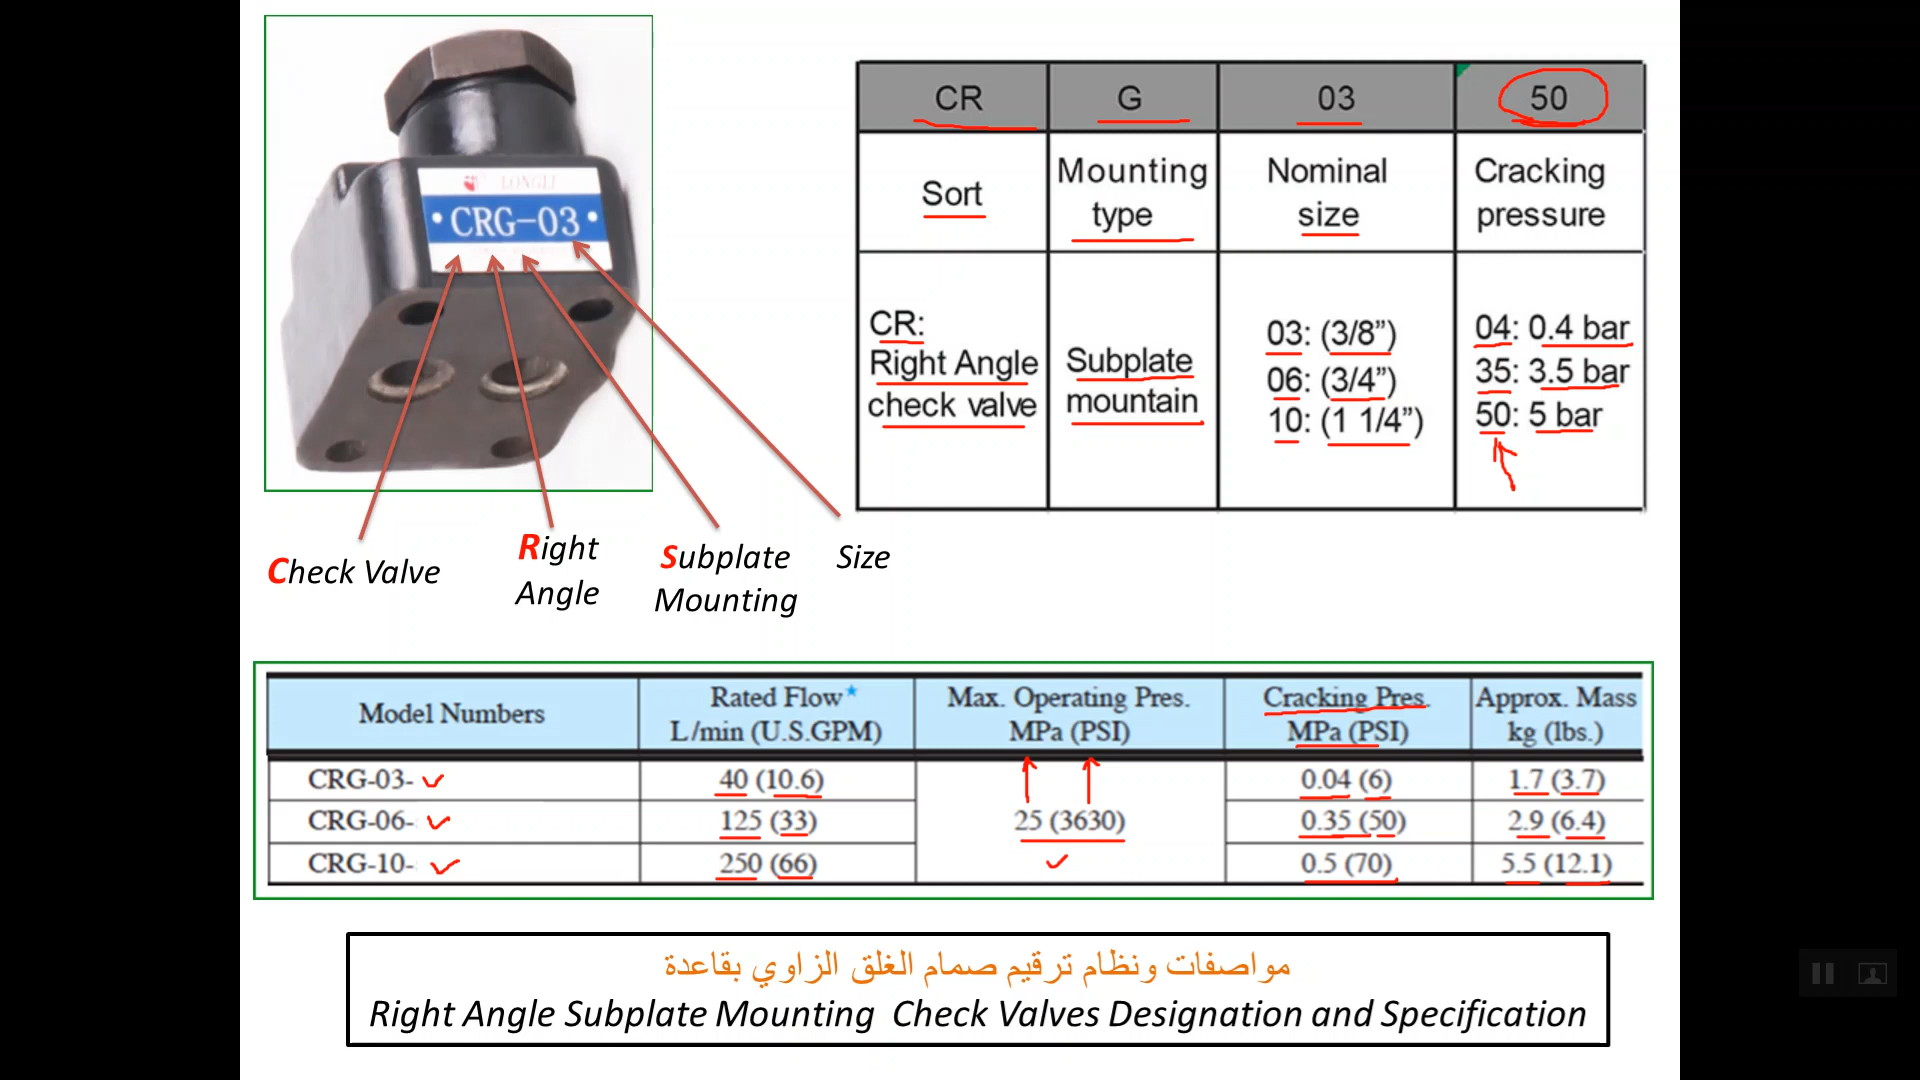 LONGLI
CRG-03
Check Valve
Right
Angle
Subplate
Mounting
Size
CR G 03 50
Sort
Mounting
type
Nominal
size
Cracking
pressure
CR:
Right Angle
check valve
Subplate
mountain
03: (3/8”)
06: (3/4”)
10: (1 1/4”)
04: 0.4 bar
35: 3.5 bar
50: 5 bar
Model Numbers
Rated Flow★
L/min (U.S.GPM)
Max. Operating Pres.
MPa (PSI)
Cracking Pres.
MPa (PSI)
Approx. Mass
kg (lbs.)
CRG-03- 40 (10.6) 0.04 (6) 1.7 (3.7)
CRG-06- 125 (33) 25 (3630) 0.35 (50) 2.9 (6.4)
CRG-10- 250 (66) 0.5 (70) 5.5 (12.1)
مواصفات ونظام ترقيم صمام الغلق الزاوي بقاعدة
Right Angle Subplate Mounting Check Valves Designation and Specification